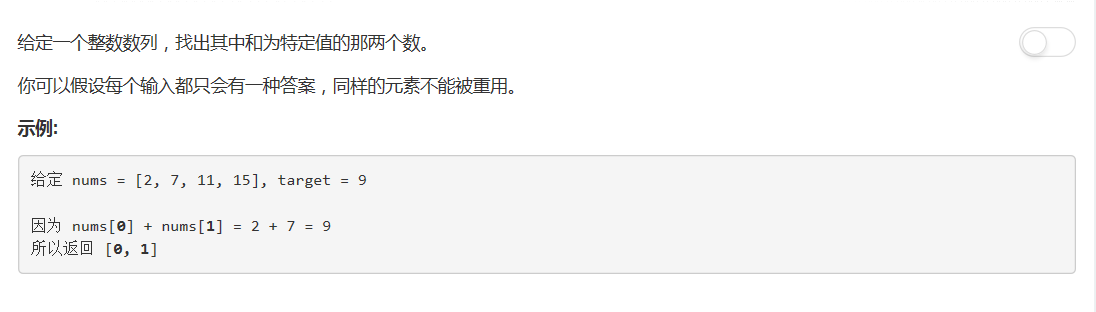 给定一个整数数列，找出其中和为特定值的那两个数。
你可以假设每个输入都只会有一种答案，同样的元素不能被重用。
示例:
给定 nums = [2, 7, 11, 15], target = 9
因为 nums[0] + nums[1] = 2 + 7 = 9
所以返回 [0, 1]